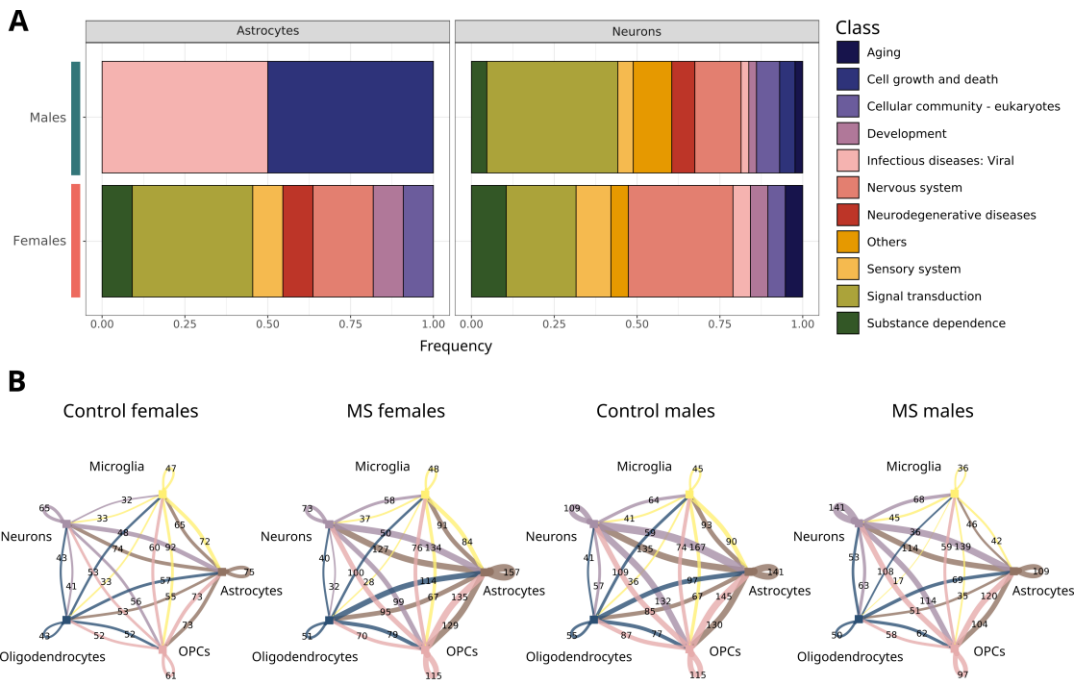 A
Astrocytes
Neurons
Class
Males
Females
Aging
Cell growth and death
Cellular community - eukaryotes
Development
Infectious diseases: Viral
Nervous system
Neurodegenerative diseases
Others
Sensory system
Signal transduction
Substance dependence
0.00 0.25 0.50 0.75 1.00
0.00 0.25 0.50 0.75 1.00
Frequency
B
Control females
MS females
Control males
MS males
Microglia 47
32
65 33 65
Neurons 48 72
74 60 92
43 53 75
41 33 57 Astrocytes
56 55 73
53
43 52 52 73
Oligodendrocytes OPCs
61
Microglia 48
58
73 37 91
Neurons 50 84
127 76 134
40 100 157
32 28 114 Astrocytes
99 67 135
95
51 70 79 129
Oligodendrocytes OPCs
115
Microglia 45
64
109 41 93
Neurons 59 90
135 74 167
41 109 141
57 36 97 Astrocytes
132 67 145
85
55 87 77 130
Oligodendrocytes OPCs
115
Microglia 36
68
141 45 46
Neurons 36 42
114 59 139
53 108 109
63 17 69 Astrocytes
114 35 120
51
50 58 62 104
Oligodendrocytes OPCs
97